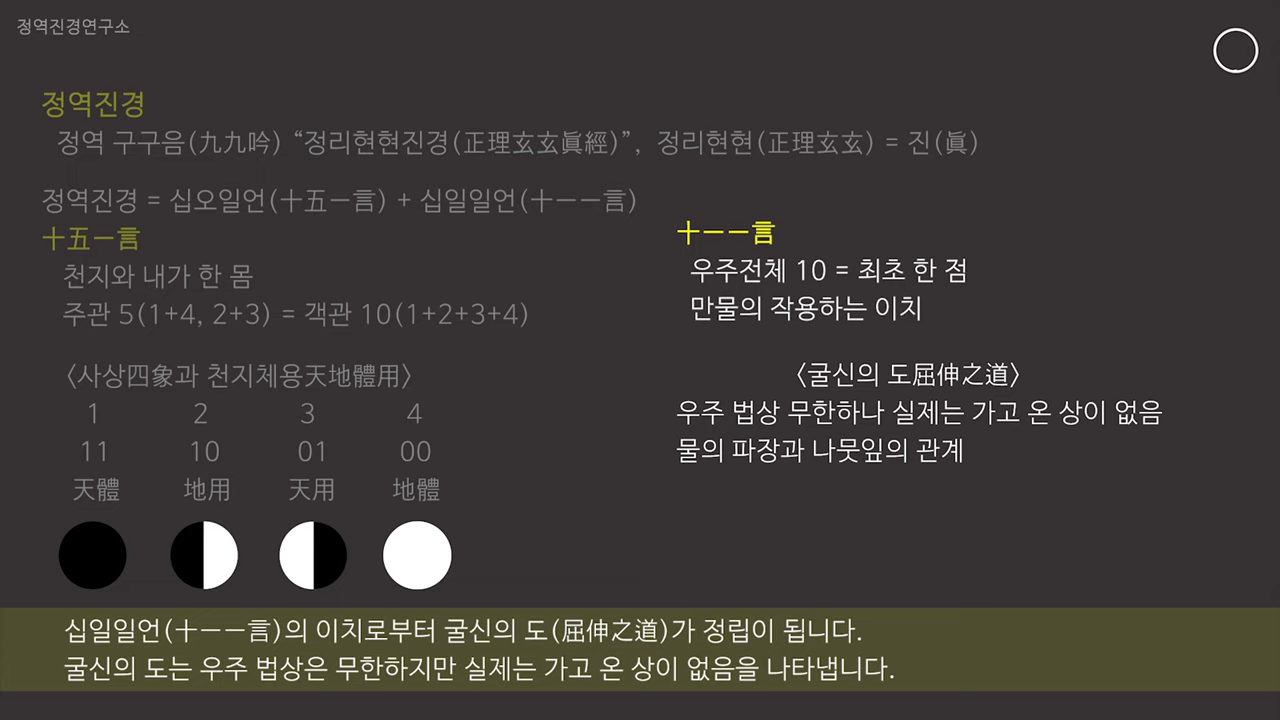 정역진경연구소
정역진경
정역 구구음(九九吟) “정리현현진경(正理玄玄眞經)”, 정리현현(正理玄玄) = 진(眞)
정역진경 = 십오일언(十五一言) + 십일일언(十一一言)
十五一言
천지와 내가 한 몸
주관 5(1+4, 2+3) = 객관 10(1+2+3+4)
〈사상四象과 천지체용天地體用〉
1 2 3 4
11 10 01 00
天體 地用 天用 地體
十一一言
우주전체 10 = 최초 한 점
만물의 작용하는 이치
〈굴신의 도屈伸之道〉
우주 법상 무한하나 실제는 가고 온 상이 없음
물의 파장과 나뭇잎의 관계
십일일언(十一一言)의 이치로부터 굴신의 도(屈伸之道)가 정립이 됩니다.
굴신의 도는 우주 법상은 무한하지만 실제는 가고 온 상이 없음을 나타냅니다.